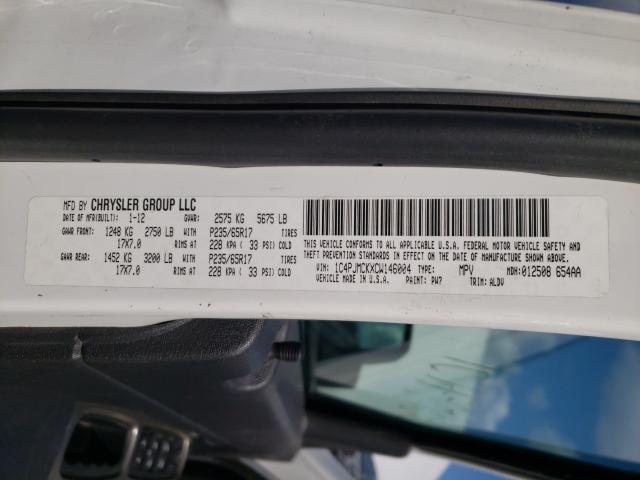 MFD BY CHRYSLER GROUP LLC
DATE OF MFR(BUILT): 1-12 GVWR: 2575 KG 5675 LB
GAWR FRONT: 1248 KG 2750 LB WITH P235/65R17 TIRES
17X7.0 RIMS AT 228 KPA ( 33 PSI) COLD
GAWR REAR: 1452 KG 3200 LB WITH P235/65R17 TIRES
17X7.0 RIMS AT 228 KPA ( 33 PSI) COLD
THIS VEHICLE CONFORMS TO ALL APPLICABLE U.S.A. FEDERAL MOTOR VEHICLE SAFETY,
THEFT PREVENTION STANDARDS IN EFFECT ON THE DATE OF MANUFACTURE SHOWN ABOVE.
VIN: 1C4PJMCKXCW146004 TYPE: MPV MDH: 012508 654AA
VEHICLE MADE IN U.S.A. PAINT: PW7 TRIM: ALDV